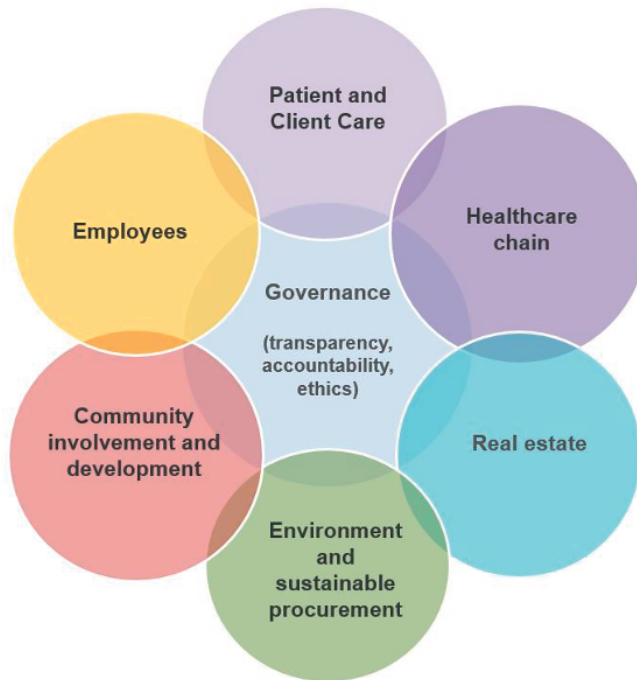 Patient and
Client Care
Healthcare
chain
Employees
Governance
(transparency,
accountability,
ethics)
Community
involvement and
development
Real estate
Environment
and
sustainable
procurement